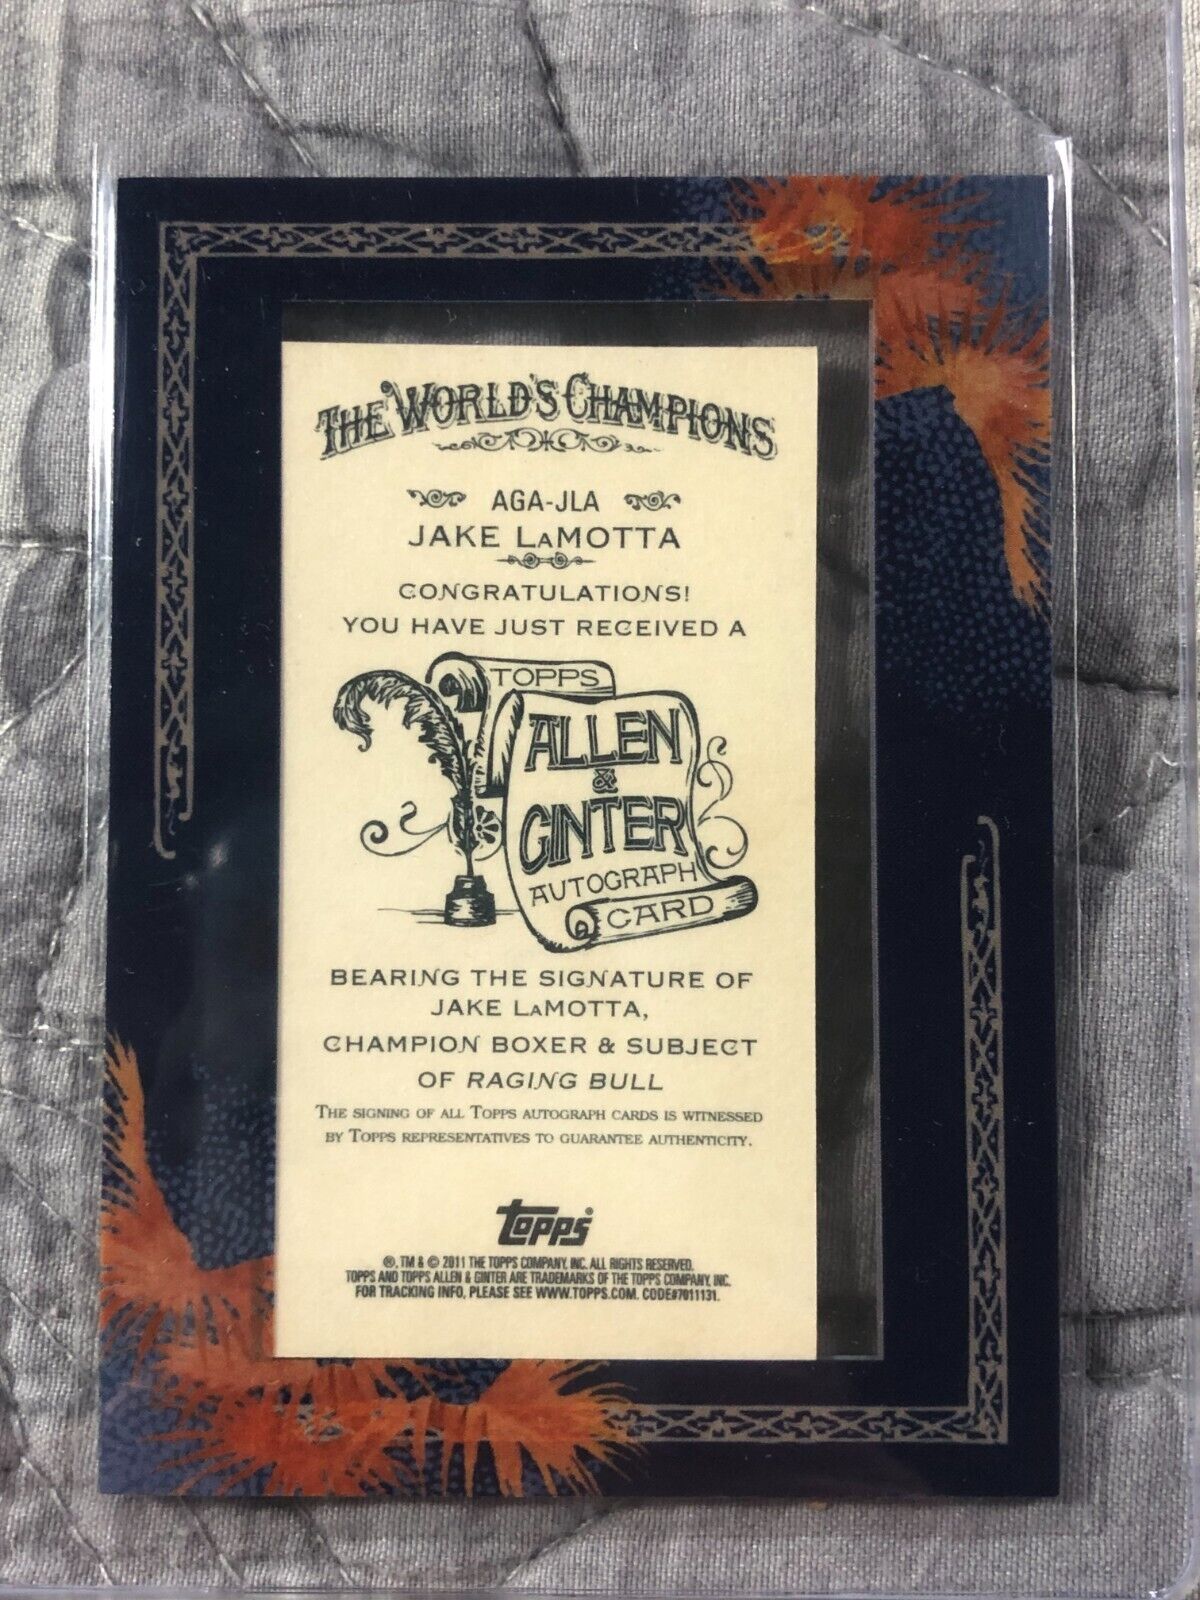 THE WORLD'S CHAMPIONS
AGA-JLA
JAKE LaMOTTA
CONGRATULATIONS!
YOU HAVE JUST RECEIVED A
TOPPS
ALLEN
&
GINTER
AUTOGRAPH
CARD
BEARING THE SIGNATURE OF
JAKE LaMOTTA,
CHAMPION BOXER & SUBJECT
OF RAGING BULL
THE SIGNING OF ALL TOPPS AUTOGRAPH CARDS IS WITNESSED
BY TOPPS REPRESENTATIVES TO GUARANTEE AUTHENTICITY.
topps®
®, TM & © 2011 THE TOPPS COMPANY, INC. ALL RIGHTS RESERVED.
TOPPS AND TOPPS ALLEN & GINTER ARE TRADEMARKS OF THE TOPPS COMPANY, INC.
FOR TRACKING INFO, PLEASE SEE WWW.TOPPS.COM. CODE#7011131.